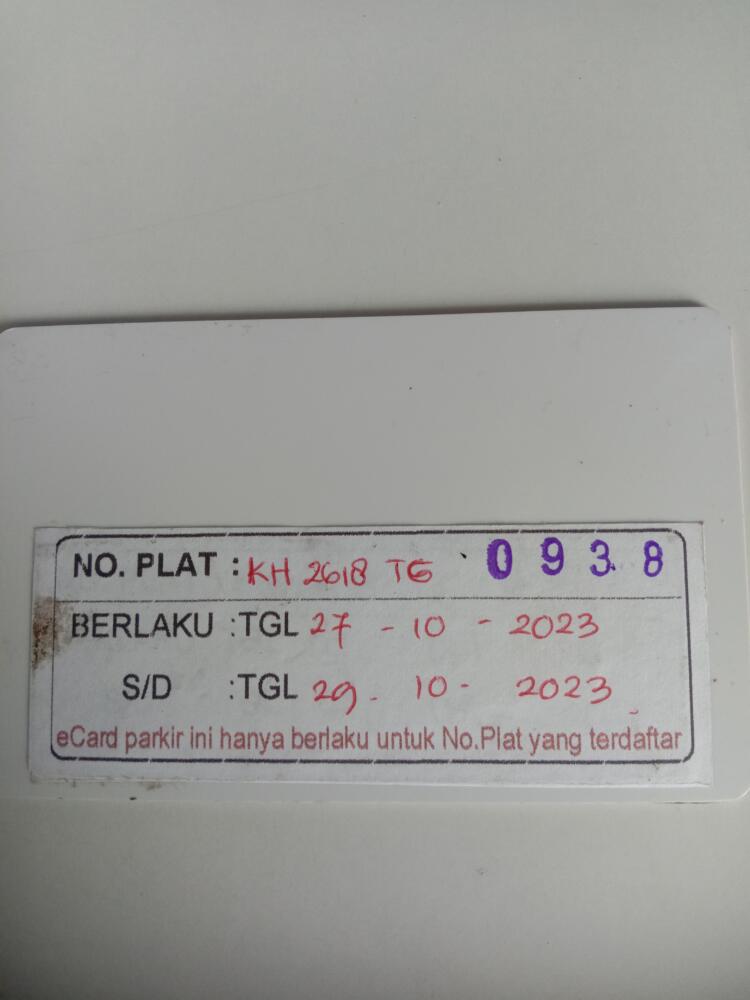 NO. PLAT : KH 2618 TG 0938
BERLAKU :TGL 27 - 10 - 2023
S/D :TGL 29 - 10 - 2023
eCard parkir ini hanya berlaku untuk No.Plat yang terdaftar